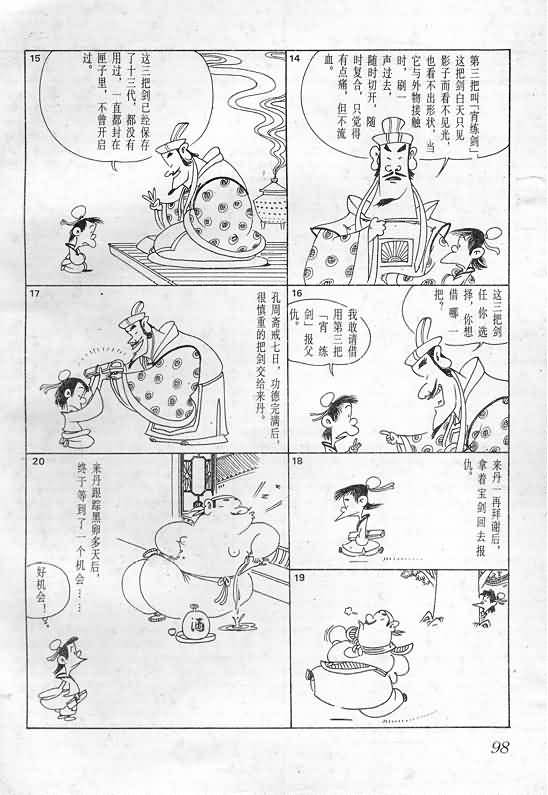 14
第三把叫「宵练剑」
这把剑白天只见
影子而看不见光，
也看不出形状，当
它与外物接触
时，刷一
声过去，
随时切开，随
时复合，只觉得
有点痛，但不流
血。
15
这三把剑已经保存
了十三代，都没有
用过，一直都封在
匣子里，不曾开启
过。
16
这三把剑
任你选
择，你想
借哪一
把？
我敢请借
用第三把
「宵练
剑」报父
仇。
17
孔周斋戒七日，功德完满后，
很慎重的把剑交给来丹。
18
来丹一再拜谢后，
拿着宝剑回去报
仇。
19
20
来丹跟踪黑卵多天后，
终于等到了一个机会……
好机会！
酒
98